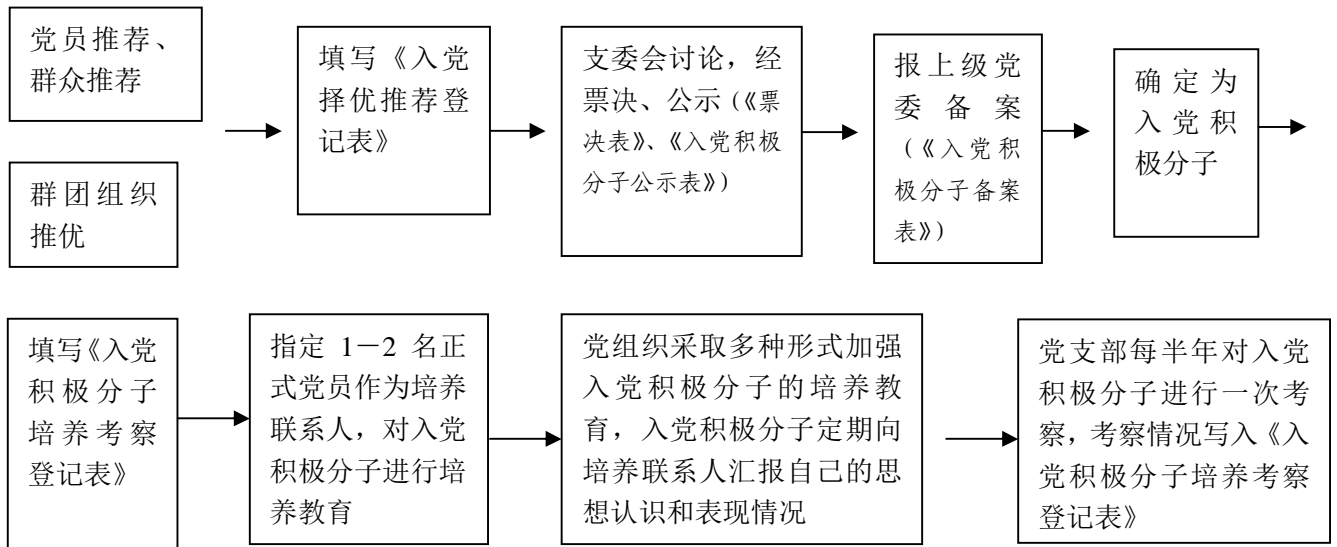 党员推荐、
群众推荐
群团组织
推优
填写《入党
择优推荐登
记表》
支委会讨论，经
票决、公示（《票
决表》、《入党积极
分子公示表》）
报上级党
委备案
（《入党积
极分子备案
表》）
确定为
入党积
极分子
填写《入党
积极分子
培养考察
登记表》
指定 1－2 名正
式党员作为培养
联系人，对入党
积极分子进行培
养教育
党组织采取多种形式加强
入党积极分子的培养教
育，入党积极分子定期向
培养联系人汇报自己的思
想认识和表现情况
党支部每半年对入党
积极分子进行一次考
察，考察情况写入《入
党积极分子培养考察
登记表》